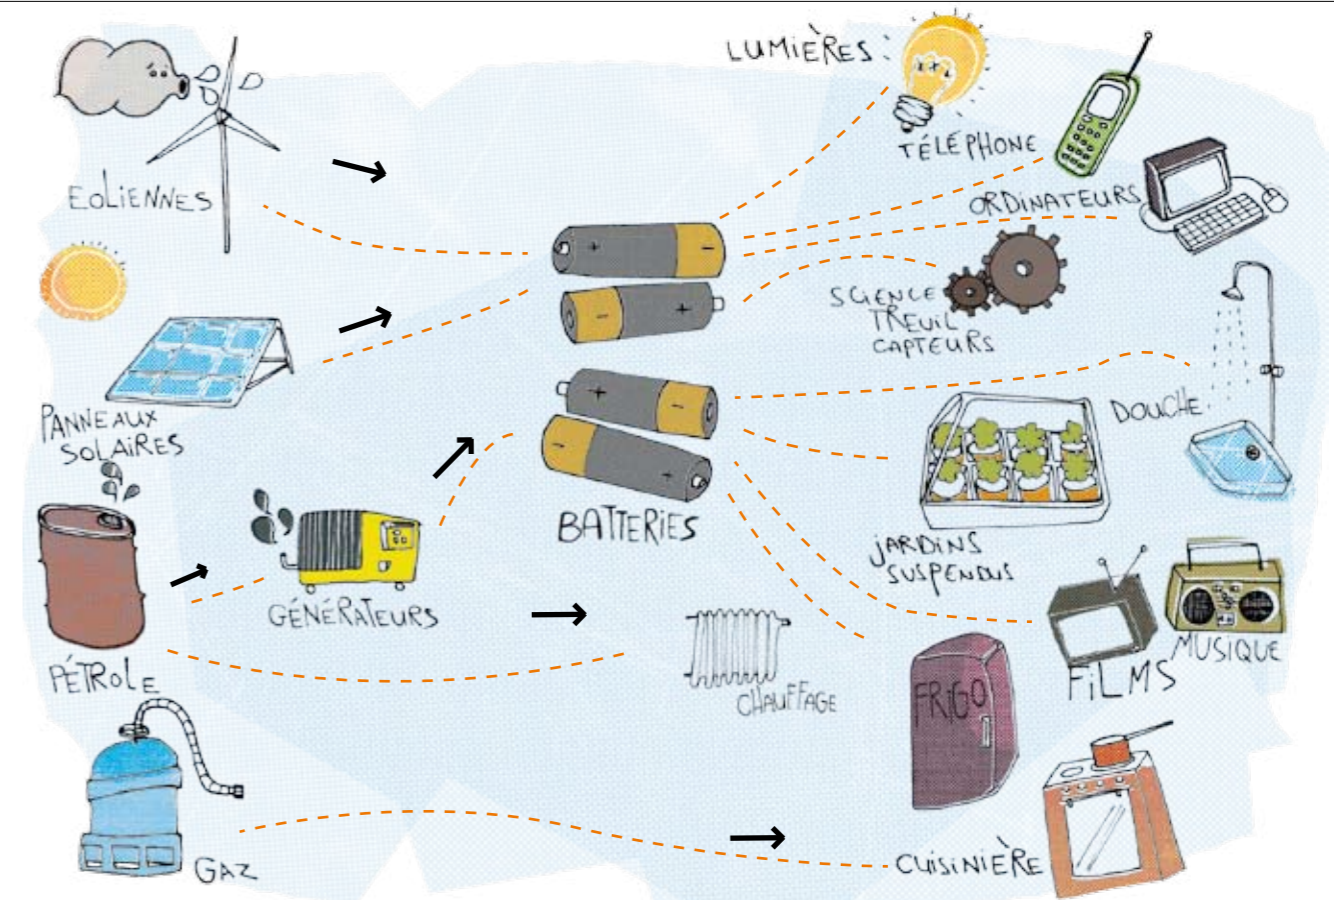 LUMIÈRES
TÉLÉPHONE
ORDINATEURS
EOLIENNES
SCIENCE
TREUIL
CAPTEURS
PANNEAUX
SOLAIRES
DOUCHE
BATTERIES
JARDINS
SUSPENDUS
GÉNÉRATEURS
MUSIQUE
FILMS
PÉTROLE
CHAUFFAGE
FRIGO
CUISINIÈRE
GAZ